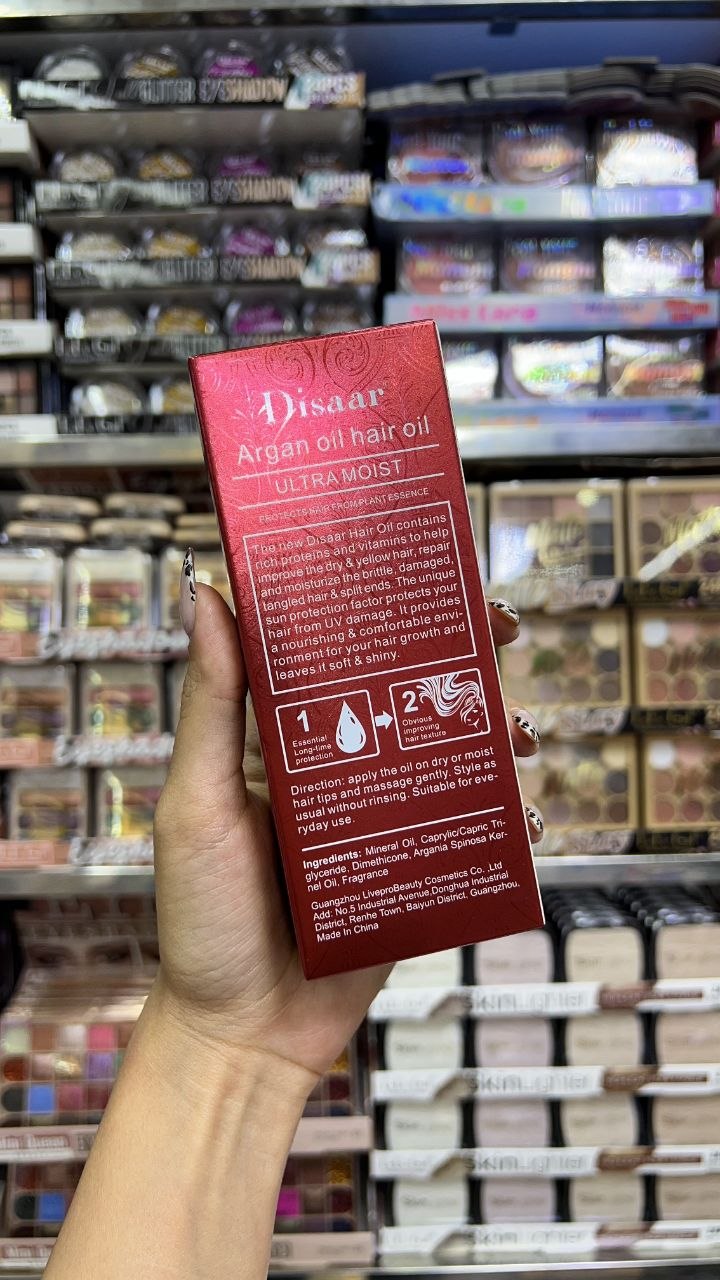 GLITTER EYESHADOW
EYESHADOW
Disaar
Argan oil hair oil
ULTRA MOIST
PROTECTS HAIR FROM PLANT ESSENCE
The new Disaar Hair Oil contains
rich proteins and vitamins to help
improve the dry & yellow hair, repair
and moisturize the brittle, damaged,
tangled hair & split ends. The unique
sun protection factor protects your
hair from UV damage. It provides
a nourishing & comfortable envi-
ronment for your hair growth and
leaves it soft & shiny.
1
Essential
Long-time
protection
2
Obvious
improving
hair texture
Direction: apply the oil on dry or moist
hair tips and massage gently. Style as
usual without rinsing. Suitable for eve-
ryday use.
Ingredients: Mineral Oil, Caprylic/Capric Tri-
glyceride, Dimethicone, Argania Spinosa Ker-
nel Oil, Fragrance
Guangzhou LiveproBeauty Cosmetics Co. ,Ltd
Add: No.5 Industrial Avenue,Donghua Industrial
District, Renhe Town, Baiyun District, Guangzhou,
Made In China